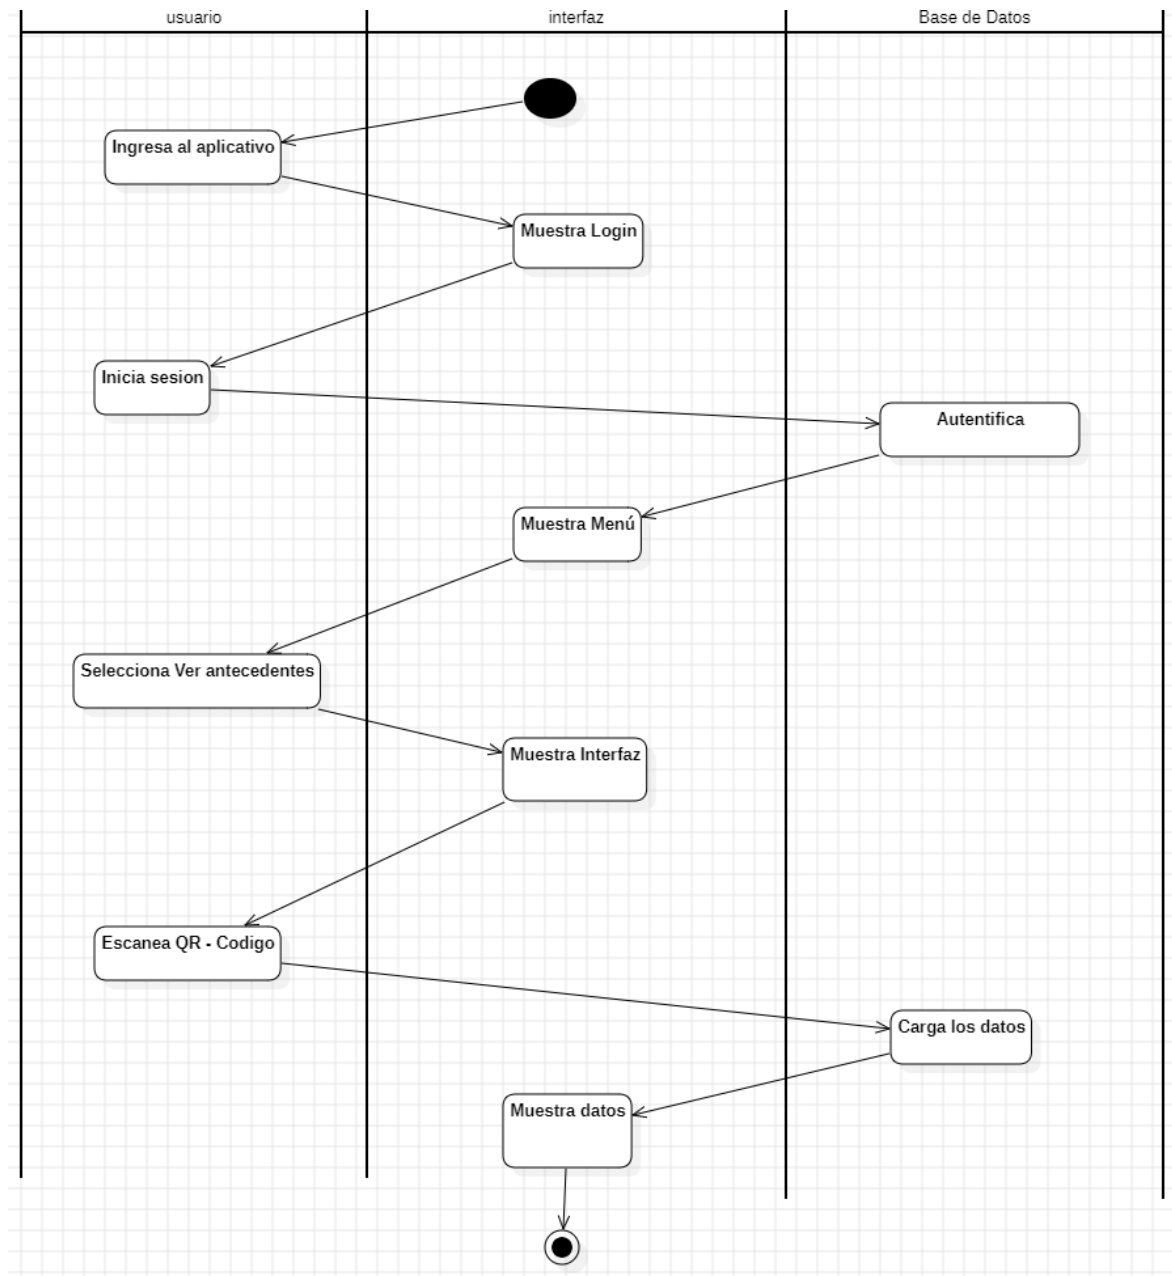 usuario
interfaz
Base de Datos
Ingresa al aplicativo
Muestra Login
Inicia sesion
Autentifica
Muestra Menú
Selecciona Ver antecedentes
Muestra Interfaz
Escanea QR - Codigo
Carga los datos
Muestra datos